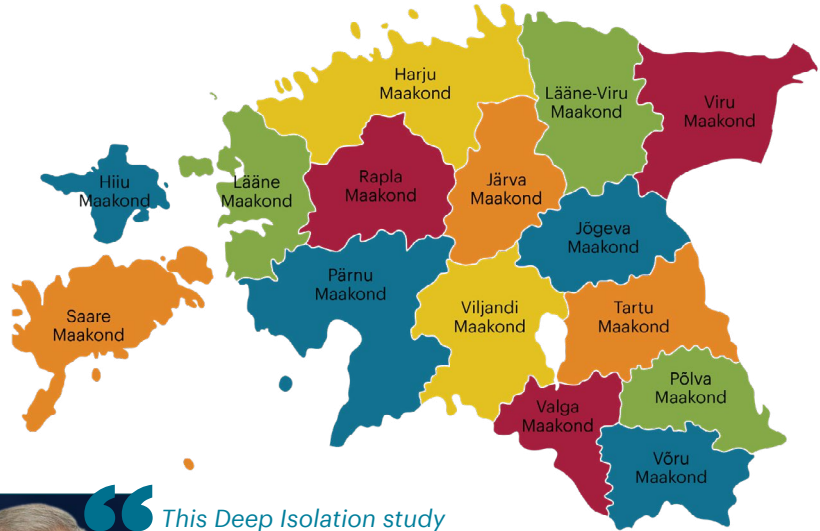 Harju
Maakond
Lääne-Viru
Maakond
Viru
Maakond
Hiiu
Maakond
Lääne
Maakond
Rapla
Maakond
Järva
Maakond
Jõgeva
Maakond
Saare
Maakond
Pärnu
Maakond
Viljandi
Maakond
Tartu
Maakond
Põlva
Maakond
Valga
Maakond
Võru
Maakond
“This Deep Isolation study